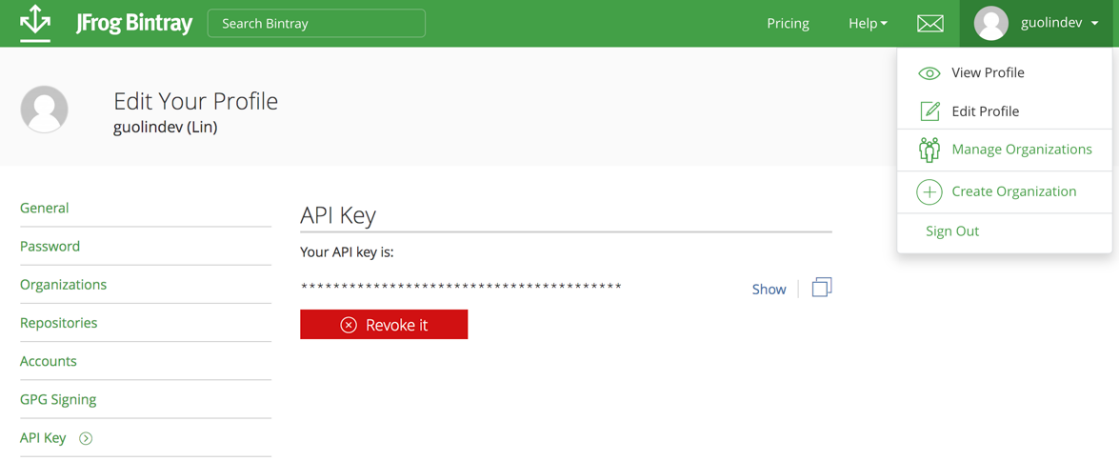 JFrog Bintray Search Bintray Pricing Help guolindev
View Profile
Edit Profile
Manage Organizations
Create Organization
Sign Out
Edit Your Profile
guolindev (Lin)
General
Password
Organizations
Repositories
Accounts
GPG Signing
API Key
API Key
Your API key is:
**************************************** Show
Revoke it